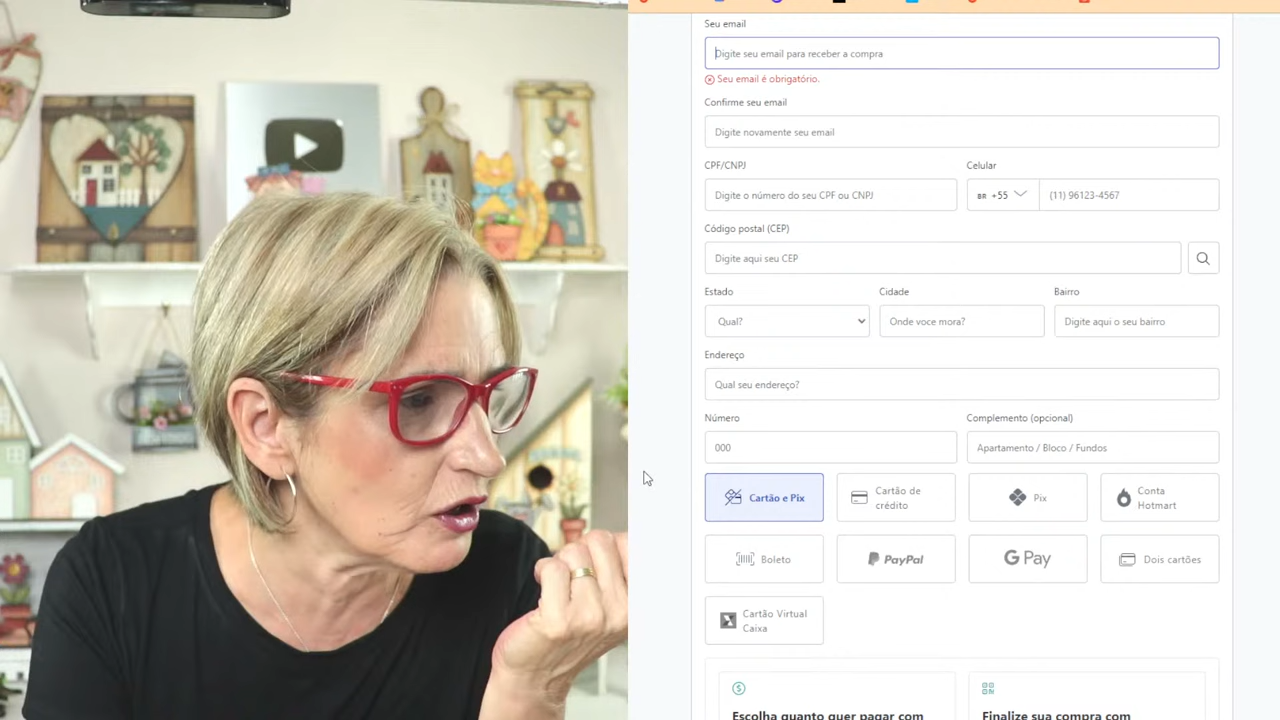 Seu email
Digite seu email para receber a compra
Seu email é obrigatório.
Confirme seu email
Digite novamente seu email
CPF/CNPJ
Celular
Digite o número do seu CPF ou CNPJ
BR +55
(11) 96123-4567
Código postal (CEP)
Digite aqui seu CEP
Estado
Cidade
Bairro
Qual?
Onde voce mora?
Digite aqui o seu bairro
Endereço
Qual seu endereço?
Número
Complemento (opcional)
000
Apartamento / Bloco / Fundos
Cartão e Pix
Cartão de
crédito
Pix
Conta
Hotmart
Boleto
PayPal
G Pay
Dois cartões
Cartão Virtual
Caixa
Escolha quanto quer pagar com
Finalize sua compra com